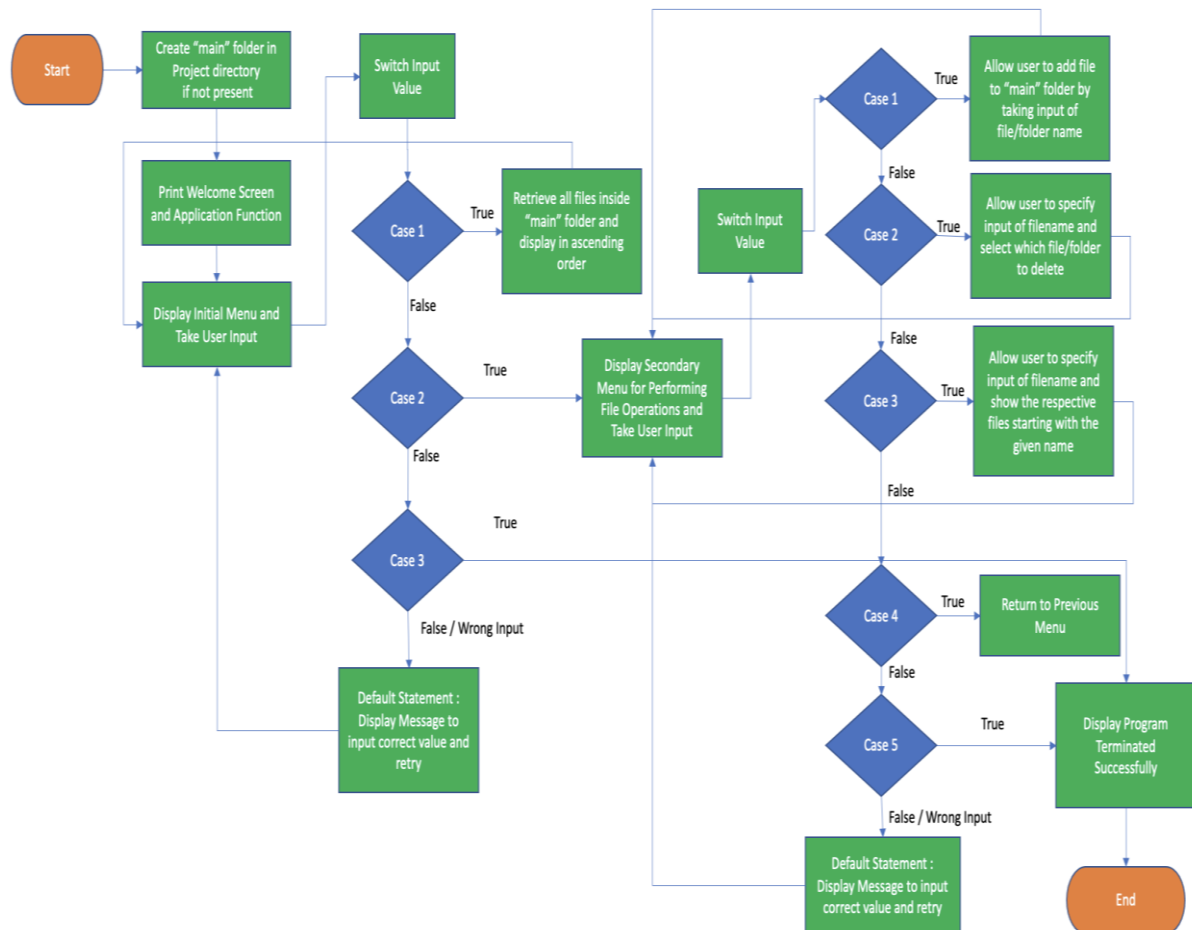 Start
Create “main” folder in
Project directory
if not present
Switch Input
Value
Print Welcome Screen
and Application Function
Display Initial Menu and
Take User Input
Case 1
True
Retrieve all files inside
“main” folder and
display in ascending
order
False
Case 2
True
False
Case 3
True
False / Wrong Input
Default Statement :
Display Message to
input correct value and
retry
Display Secondary
Menu for Performing
File Operations and
Take User Input
Switch Input
Value
Case 1
True
Allow user to add file
to “main” folder by
taking input of
file/folder name
False
Case 2
True
Allow user to specify
input of filename and
select which file/folder
to delete
False
Case 3
True
Allow user to specify
input of filename and
show the respective
files starting with the
given name
False
Case 4
True
Return to Previous
Menu
False
Case 5
True
Display Program
Terminated
Successfully
False / Wrong Input
Default Statement :
Display Message to input
correct value and retry
End